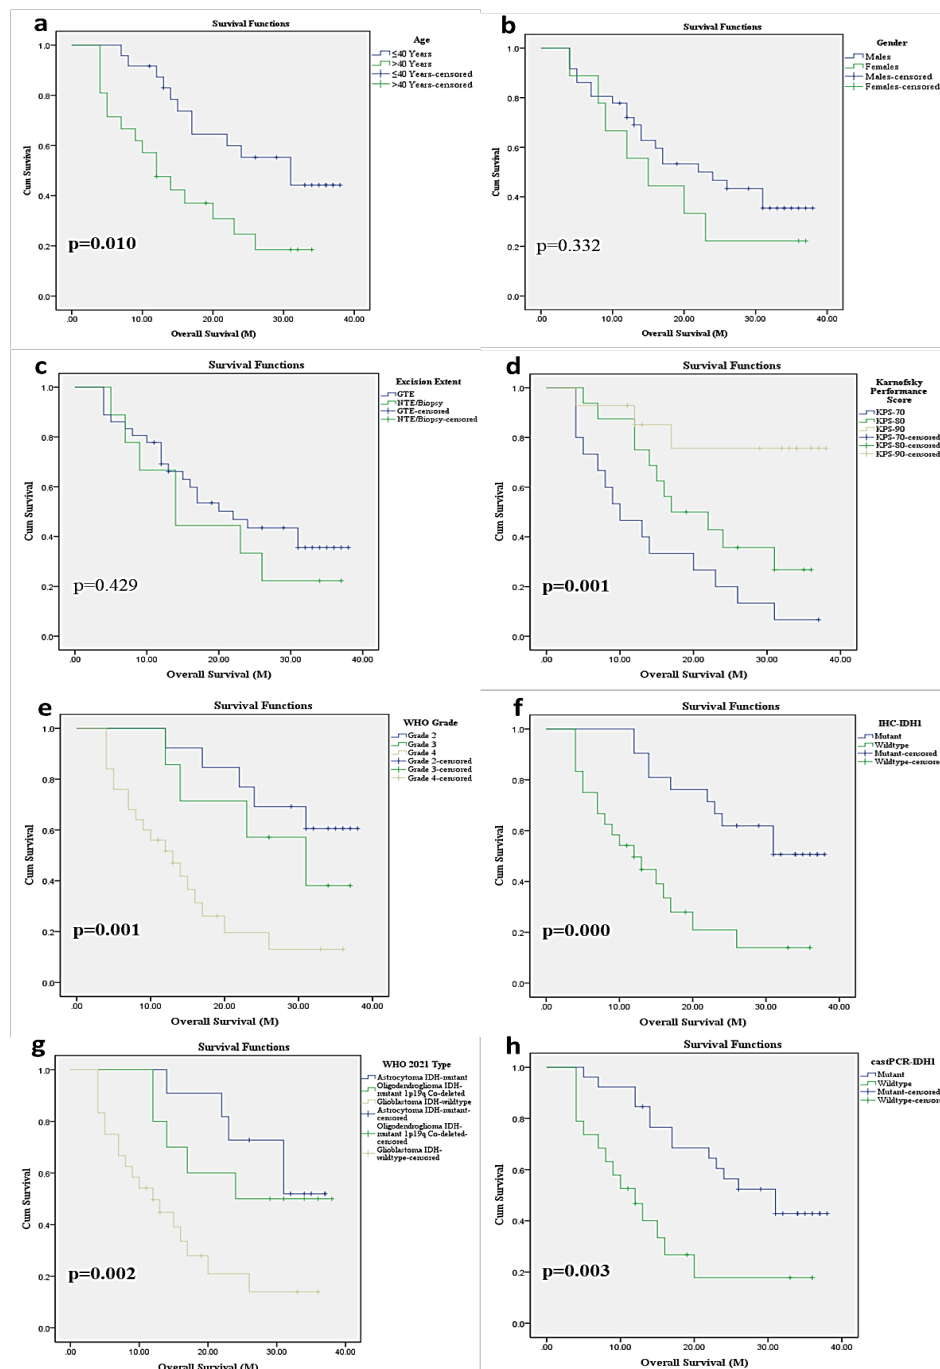 a
Survival Functions
Age
≤40 Years
>40 Years
≤40 Years-censored
>40 Years-censored
Cum Survival
1.0
0.8
0.6
0.4
0.2
0.0
p=0.010
.00 10.00 20.00 30.00 40.00
Overall Survival (M)
b
Survival Functions
Gender
Males
Females
Males-censored
Females-censored
Cum Survival
1.0
0.8
0.6
0.4
0.2
0.0
p=0.332
.00 10.00 20.00 30.00 40.00
Overall Survival (M)
c
Survival Functions
Excision Extent
GTE
NTE/Biopsy
GTE-censored
NTE/Biopsy-censored
Cum Survival
1.0
0.8
0.6
0.4
0.2
0.0
p=0.429
.00 10.00 20.00 30.00 40.00
Overall Survival (M)
d
Survival Functions
Karnofsky
Performance
Score
KPS-70
KPS-80
KPS-90
KPS-70-censored
KPS-80-censored
KPS-90-censored
Cum Survival
1.0
0.8
0.6
0.4
0.2
0.0
p=0.001
.00 10.00 20.00 30.00 40.00
Overall Survival (M)
e
Survival Functions
WHO Grade
Grade 2
Grade 3
Grade 4
Grade 2-censored
Grade 3-censored
Grade 4-censored
Cum Survival
1.0
0.8
0.6
0.4
0.2
0.0
p=0.001
.00 10.00 20.00 30.00 40.00
Overall Survival (M)
f
Survival Functions
IHC-IDH1
Mutant
Wildtype
Mutant-censored
Wildtype-censored
Cum Survival
1.0
0.8
0.6
0.4
0.2
0.0
p=0.000
.00 10.00 20.00 30.00 40.00
Overall Survival (M)
g
Survival Functions
WHO 2021 Type
Astrocytoma IDH-mutant
Oligodendroglioma IDH-
mutant 1p19q Co-deleted
Glioblastoma IDH-wildtype
Astrocytoma IDH-mutant-
censored
Oligodendroglioma IDH-
mutant 1p19q Co-deleted-
censored
Glioblastoma IDH-
wildtype-censored
Cum Survival
1.0
0.8
0.6
0.4
0.2
0.0
p=0.002
.00 10.00 20.00 30.00 40.00
Overall Survival (M)
h
Survival Functions
castPCR-IDH1
Mutant
Wildtype
Mutant-censored
Wildtype-censore
Cum Survival
1.0
0.8
0.6
0.4
0.2
0.0
p=0.003
.00 10.00 20.00 30.00 40.00
Overall Survival (M)